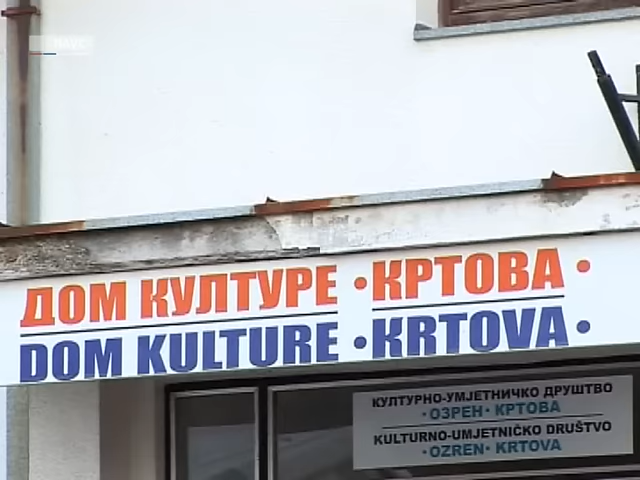 ДОМ КУЛТУРЕ • КРТОВА •
DOM KULTURE • KRTOVA •
КУЛТУРНО-УМЈЕТНИЧКО ДРУШТВО
• ОЗРЕН • КРТОВА
KULTURNO-UMJETNIČKO DRUŠTVO
• OZREN • KRTOVA